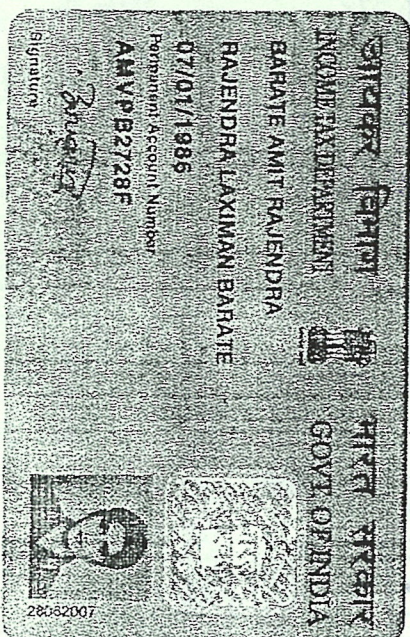 आयकर विभाग
INCOME TAX DEPARTMENT
भारत सरकार
GOVT. OF INDIA
BARATE AMIT RAJENDRA
RAJENDRA LAXIMAN BARATE
07/01/1986
Permanent Account Number
AMVPB2728F
Signature